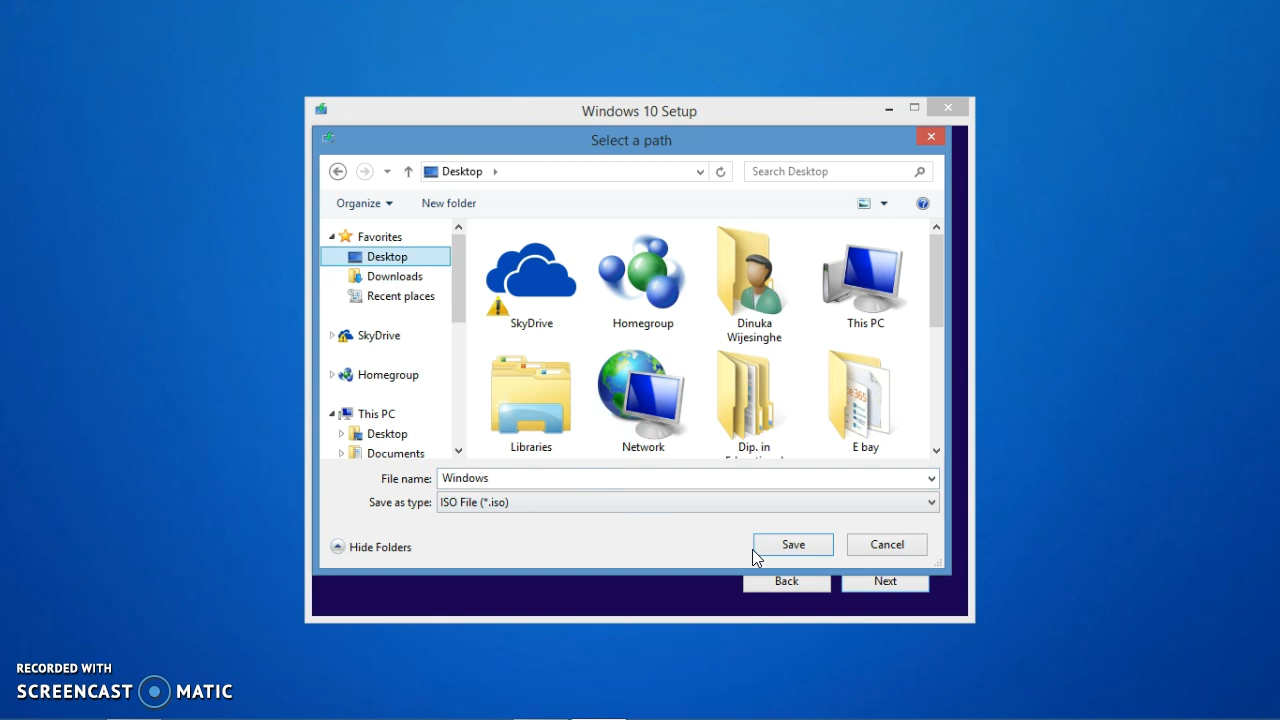 Windows 10 Setup
Select a path
Desktop
Search Desktop
Organize
New folder
Favorites
Desktop
Downloads
Recent places
SkyDrive
Homegroup
This PC
Desktop
Documents
SkyDrive
Homegroup
Dinuka
Wijesinghe
This PC
Libraries
Network
Dip. in
E bay
File name: Windows
Save as type: ISO File (*.iso)
Hide Folders
Save
Cancel
Back
Next
RECORDED WITH
SCREENCAST MATIC